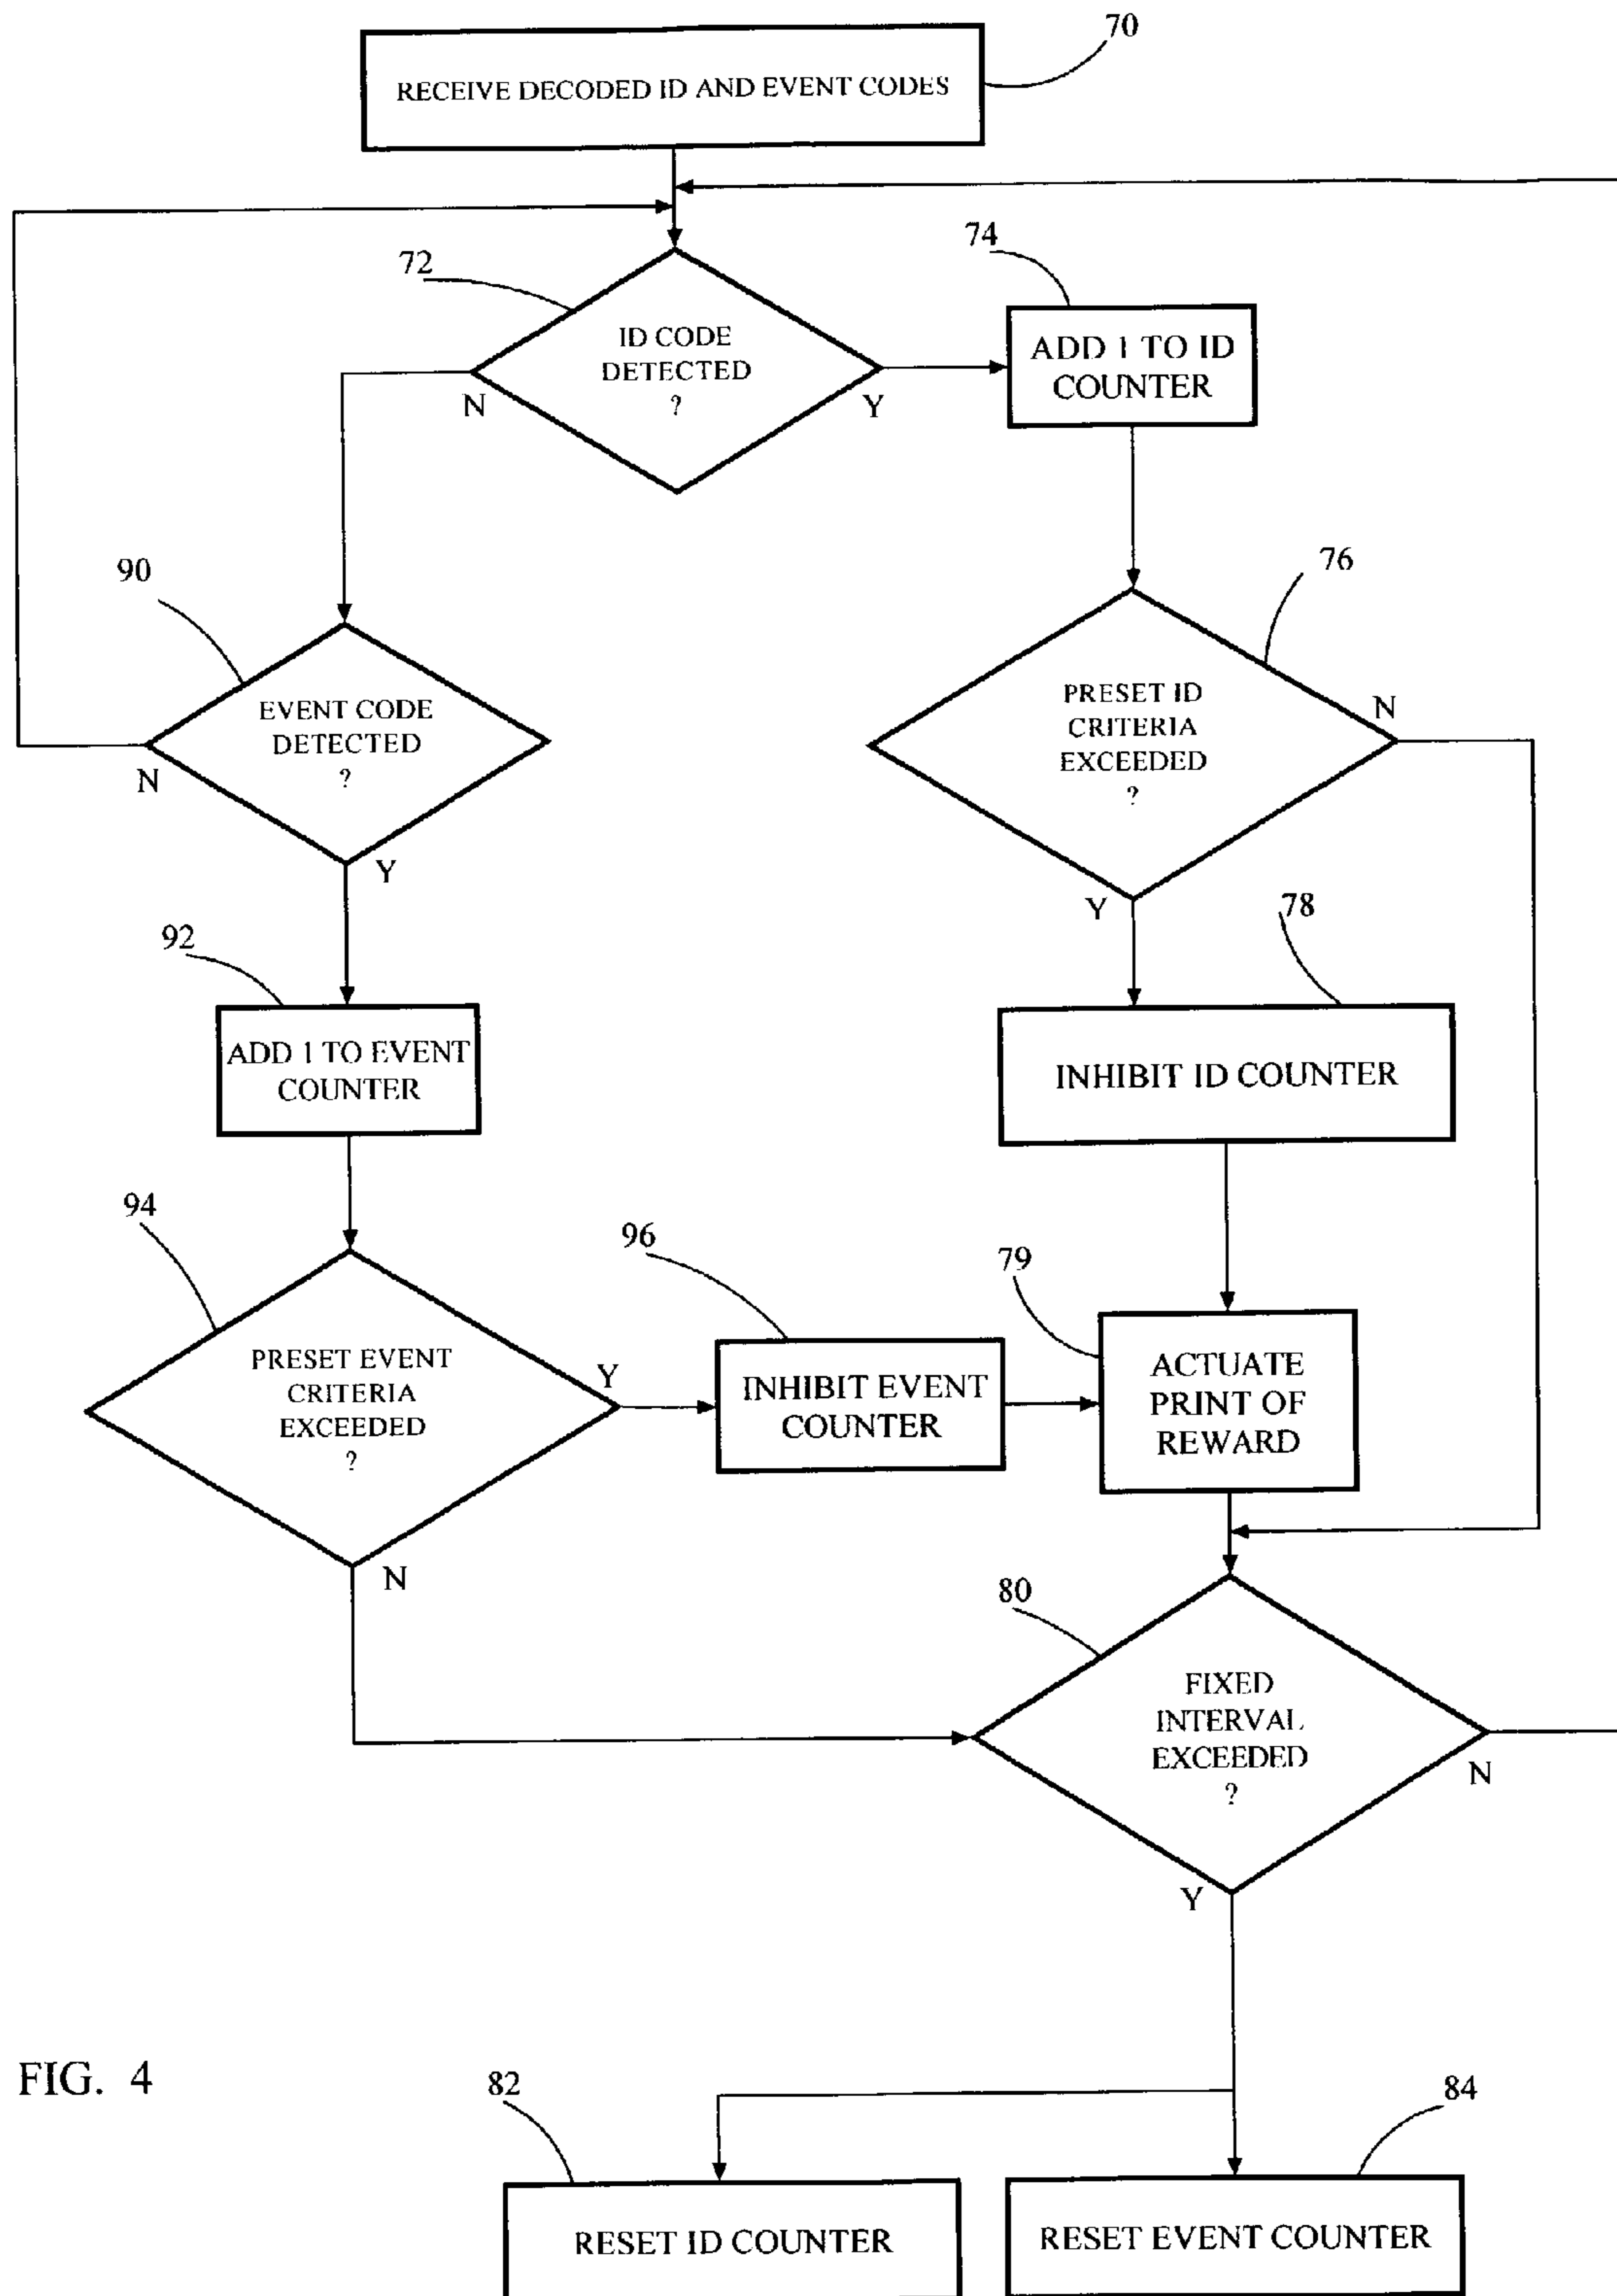 70
RECEIVE DECODED ID AND EVENT CODES
72
74
ID CODE
DETECTED
?
N
Y
ADD 1 TO ID
COUNTER
90
76
EVENT CODE
DETECTED
?
N
Y
PRESET ID
CRITERIA
EXCEEDED
?
N
Y
92
78
ADD 1 TO EVENT
COUNTER
INHIBIT ID COUNTER
94
96
79
PRESET EVENT
CRITERIA
EXCEEDED
?
Y
N
INHIBIT EVENT
COUNTER
ACTUATE
PRINT OF
REWARD
80
FIXED
INTERVAL
EXCEEDED
?
N
Y
FIG. 4
82
84
RESET ID COUNTER
RESET EVENT COUNTER